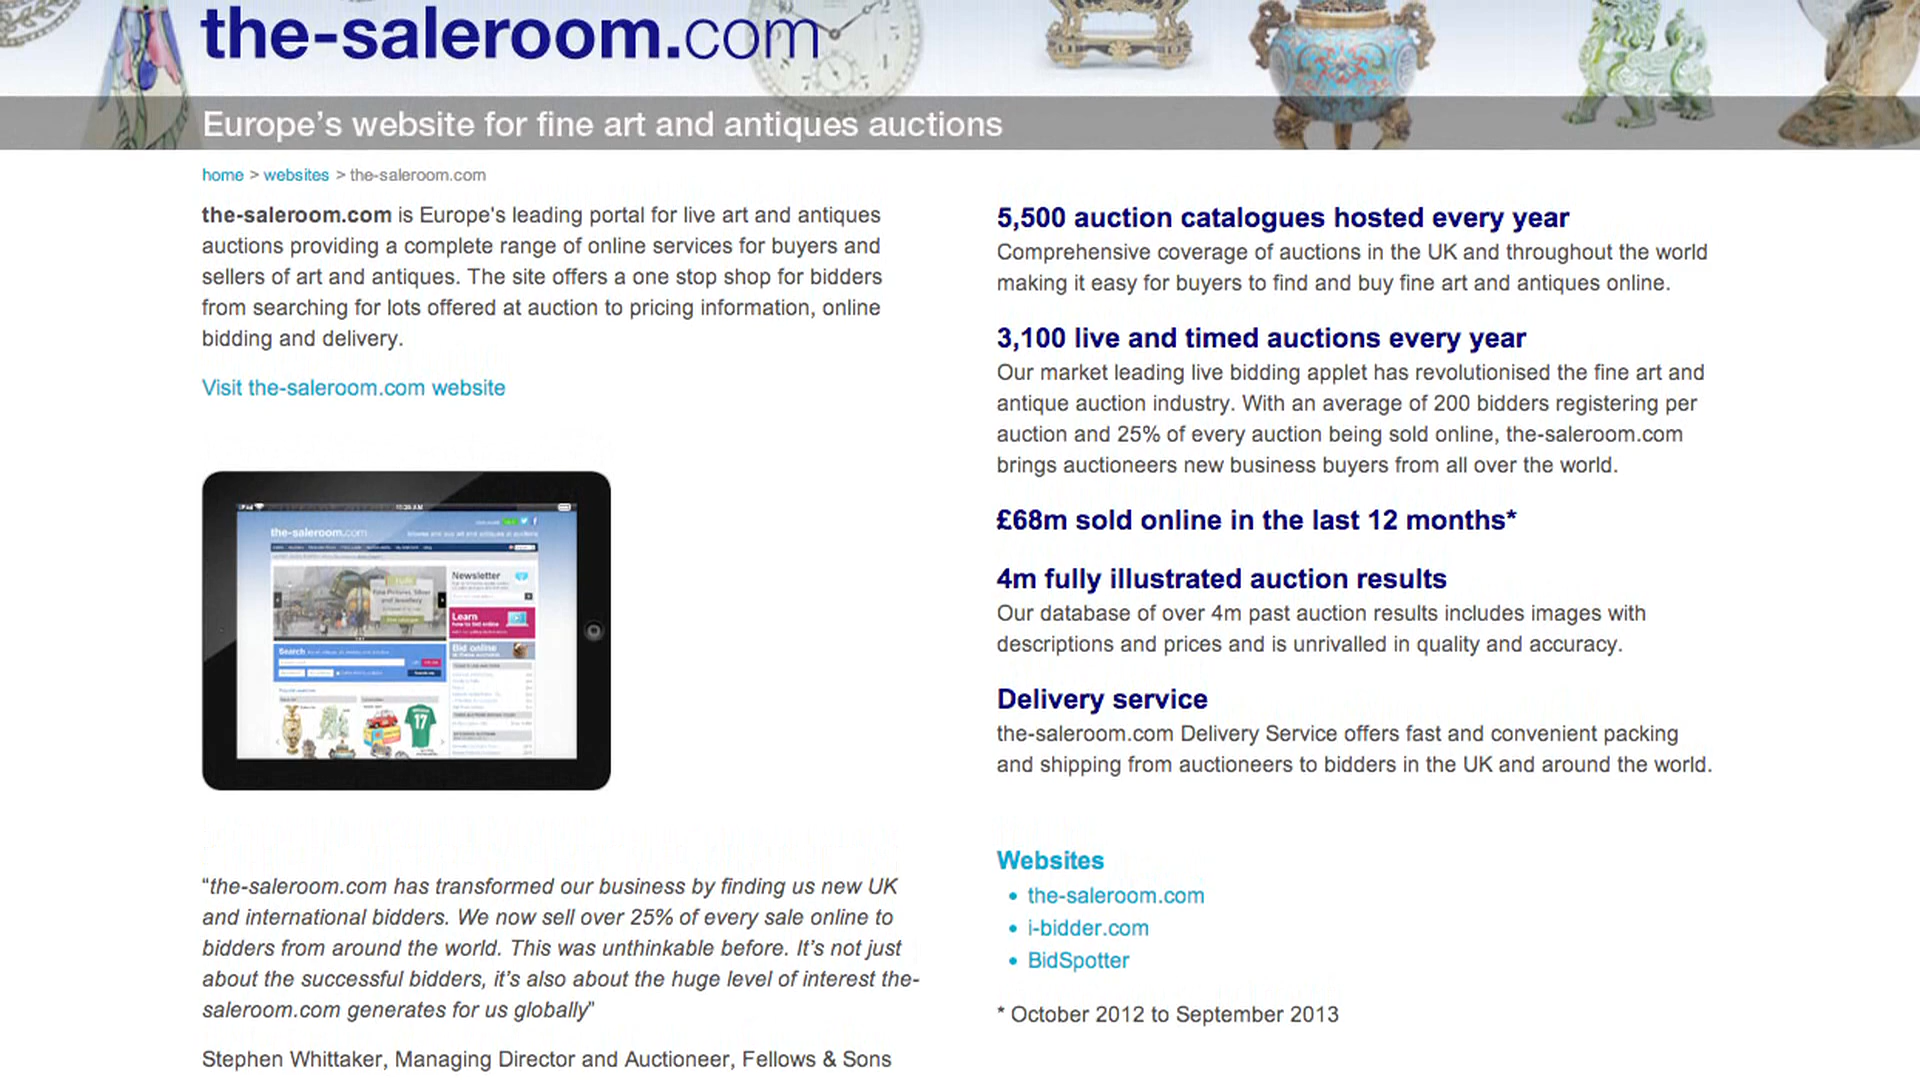 the-saleroom.com
Europe's website for fine art and antiques auctions
home > websites > the-saleroom.com
the-saleroom.com is Europe's leading portal for live art and antiques
auctions providing a complete range of online services for buyers and
sellers of art and antiques. The site offers a one stop shop for bidders
from searching for lots offered at auction to pricing information, online
bidding and delivery.
Visit the-saleroom.com website
the-saleroom.com
Newsletter
Learn
how to bid online
Bid online
Search
17
"the-saleroom.com has transformed our business by finding us new UK
and international bidders. We now sell over 25% of every sale online to
bidders from around the world. This was unthinkable before. It's not just
about the successful bidders, it's also about the huge level of interest the-
saleroom.com generates for us globally"
Stephen Whittaker, Managing Director and Auctioneer, Fellows & Sons
5,500 auction catalogues hosted every year
Comprehensive coverage of auctions in the UK and throughout the world
making it easy for buyers to find and buy fine art and antiques online.
3,100 live and timed auctions every year
Our market leading live bidding applet has revolutionised the fine art and
antique auction industry. With an average of 200 bidders registering per
auction and 25% of every auction being sold online, the-saleroom.com
brings auctioneers new business buyers from all over the world.
£68m sold online in the last 12 months*
4m fully illustrated auction results
Our database of over 4m past auction results includes images with
descriptions and prices and is unrivalled in quality and accuracy.
Delivery service
the-saleroom.com Delivery Service offers fast and convenient packing
and shipping from auctioneers to bidders in the UK and around the world.
Websites
• the-saleroom.com
• i-bidder.com
• BidSpotter
* October 2012 to September 2013